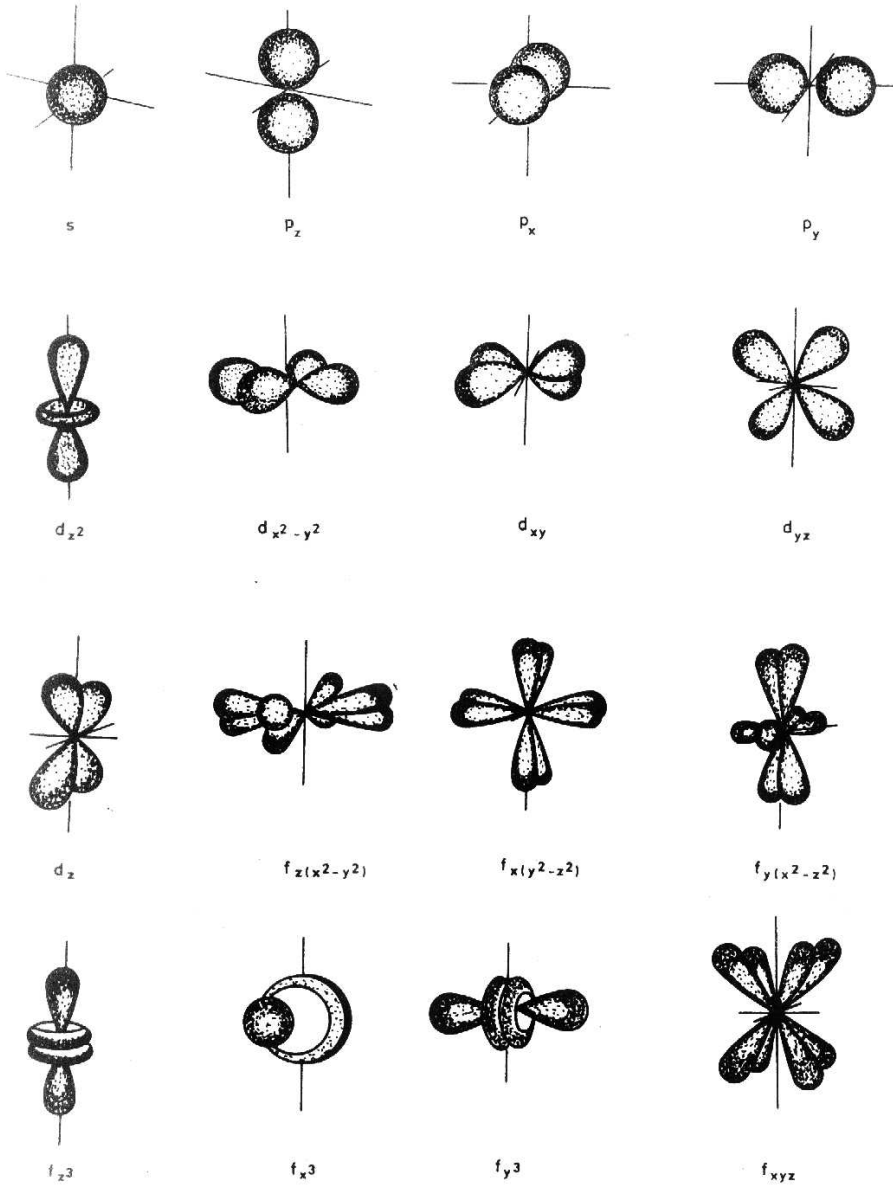 s p_z p_x p_y
d_z2 d_x2-y2 d_xy d_yz
d_z f_z(x2-y2) f_x(y2-z2) f_y(x2-z2)
f_z3 f_x3 f_y3 f_xyz